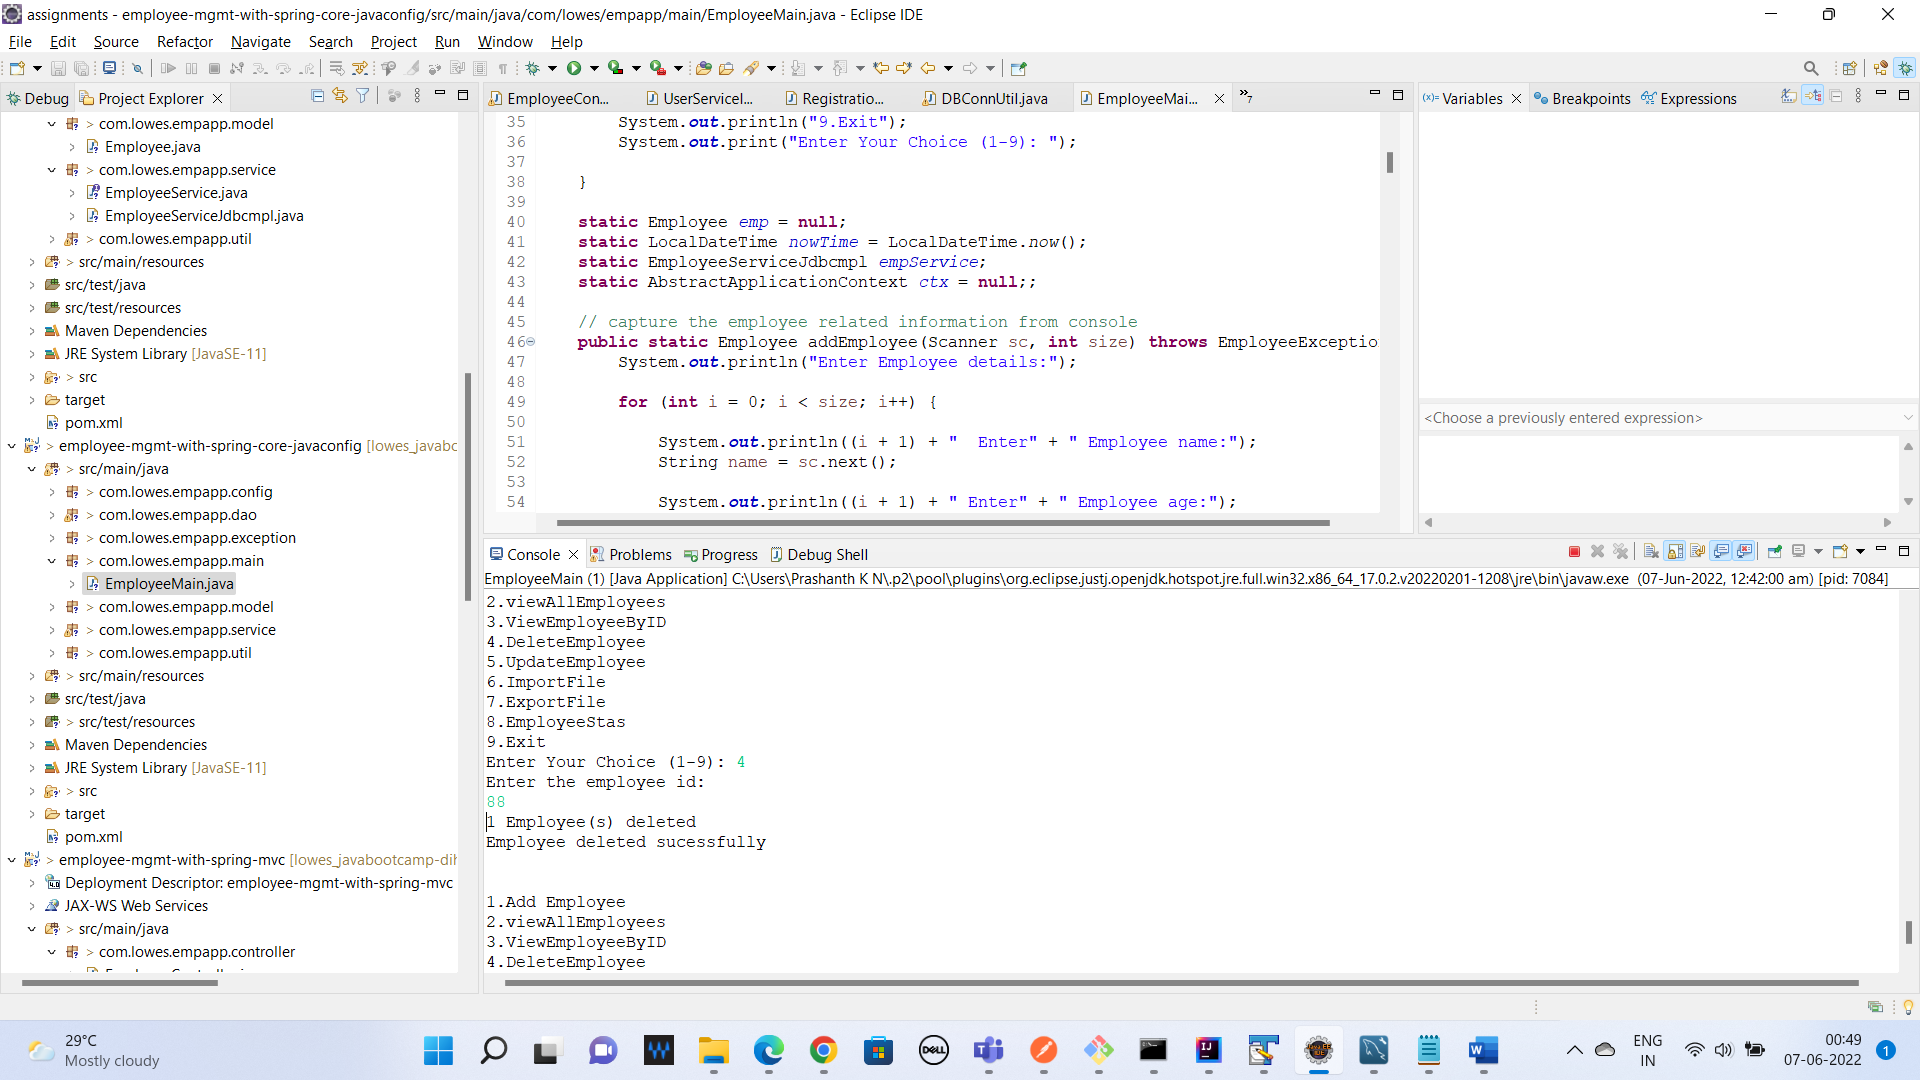 assignments - employee-mgmt-with-spring-core-javaconfig/src/main/java/com/lowes/empapp/main/EmployeeMain.java - Eclipse IDE
File Edit Source Refactor Navigate Search Project Run Window Help
Debug Project Explorer
> com.lowes.empapp.model
Employee.java
> com.lowes.empapp.service
EmployeeService.java
EmployeeServiceJdbcmpl.java
> com.lowes.empapp.util
> src/main/resources
src/test/java
src/test/resources
Maven Dependencies
JRE System Library [JavaSE-11]
> src
target
pom.xml
> employee-mgmt-with-spring-core-javaconfig [lowes_javabc
> src/main/java
> com.lowes.empapp.config
> com.lowes.empapp.dao
> com.lowes.empapp.exception
> com.lowes.empapp.main
EmployeeMain.java
> com.lowes.empapp.model
> com.lowes.empapp.service
> com.lowes.empapp.util
> src/main/resources
src/test/java
> src/test/resources
Maven Dependencies
JRE System Library [JavaSE-11]
> src
target
pom.xml
> employee-mgmt-with-spring-mvc [lowes_javabootcamp-dih
Deployment Descriptor: employee-mgmt-with-spring-mvc
JAX-WS Web Services
> src/main/java
> com.lowes.empapp.controller
EmployeeCon... UserServiceI... Registratio... DBConnUtil.java EmployeeMai... »7
35 System.out.println("9.Exit");
36 System.out.print("Enter Your Choice (1-9): ");
37
38 }
39
40 static Employee emp = null;
41 static LocalDateTime nowTime = LocalDateTime.now();
42 static EmployeeServiceJdbcmpl empService;
43 static AbstractApplicationContext ctx = null;;
44
45 // capture the employee related information from console
46 public static Employee addEmployee(Scanner sc, int size) throws EmployeeExceptio
47 System.out.println("Enter Employee details:");
48
49 for (int i = 0; i < size; i++) {
50
51 System.out.println((i + 1) + "  Enter" + " Employee name:");
52 String name = sc.next();
53
54 System.out.println((i + 1) + " Enter" + " Employee age:");
(x)= Variables Breakpoints Expressions
<Choose a previously entered expression>
Console Problems Progress Debug Shell
EmployeeMain (1) [Java Application] C:\Users\Prashanth K N\.p2\pool\plugins\org.eclipse.justj.openjdk.hotspot.jre.full.win32.x86_64_17.0.2.v20220201-1208\jre\bin\javaw.exe (07-Jun-2022, 12:42:00 am) [pid: 7084]
2.viewAllEmployees
3.ViewEmployeeByID
4.DeleteEmployee
5.UpdateEmployee
6.ImportFile
7.ExportFile
8.EmployeeStas
9.Exit
Enter Your Choice (1-9): 4
Enter the employee id:
88
1 Employee(s) deleted
Employee deleted sucessfully
1.Add Employee
2.viewAllEmployees
3.ViewEmployeeByID
4.DeleteEmployee
29°C
Mostly cloudy
DELL
ENG
IN
00:49
07-06-2022
1